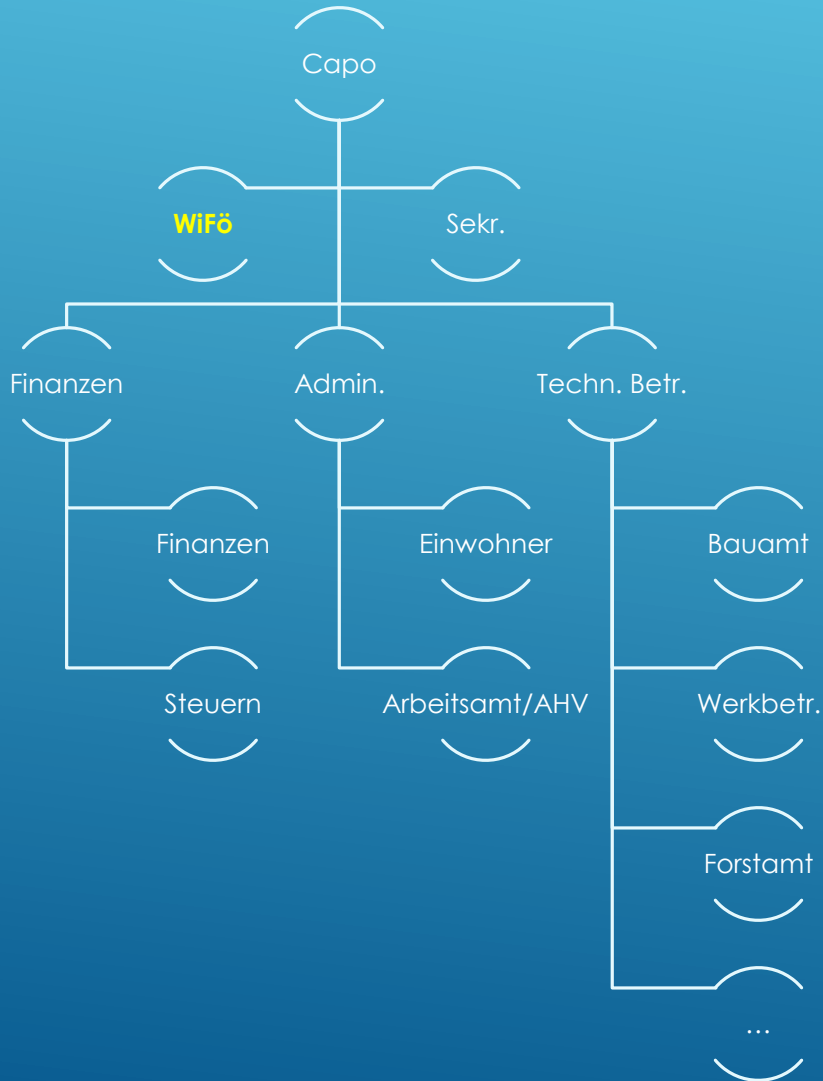 Capo
WiFö
Sekr.
Finanzen
Admin.
Techn. Betr.
Finanzen
Einwohner
Bauamt
Steuern
Arbeitsamt/AHV
Werkbetr.
Forstamt
...